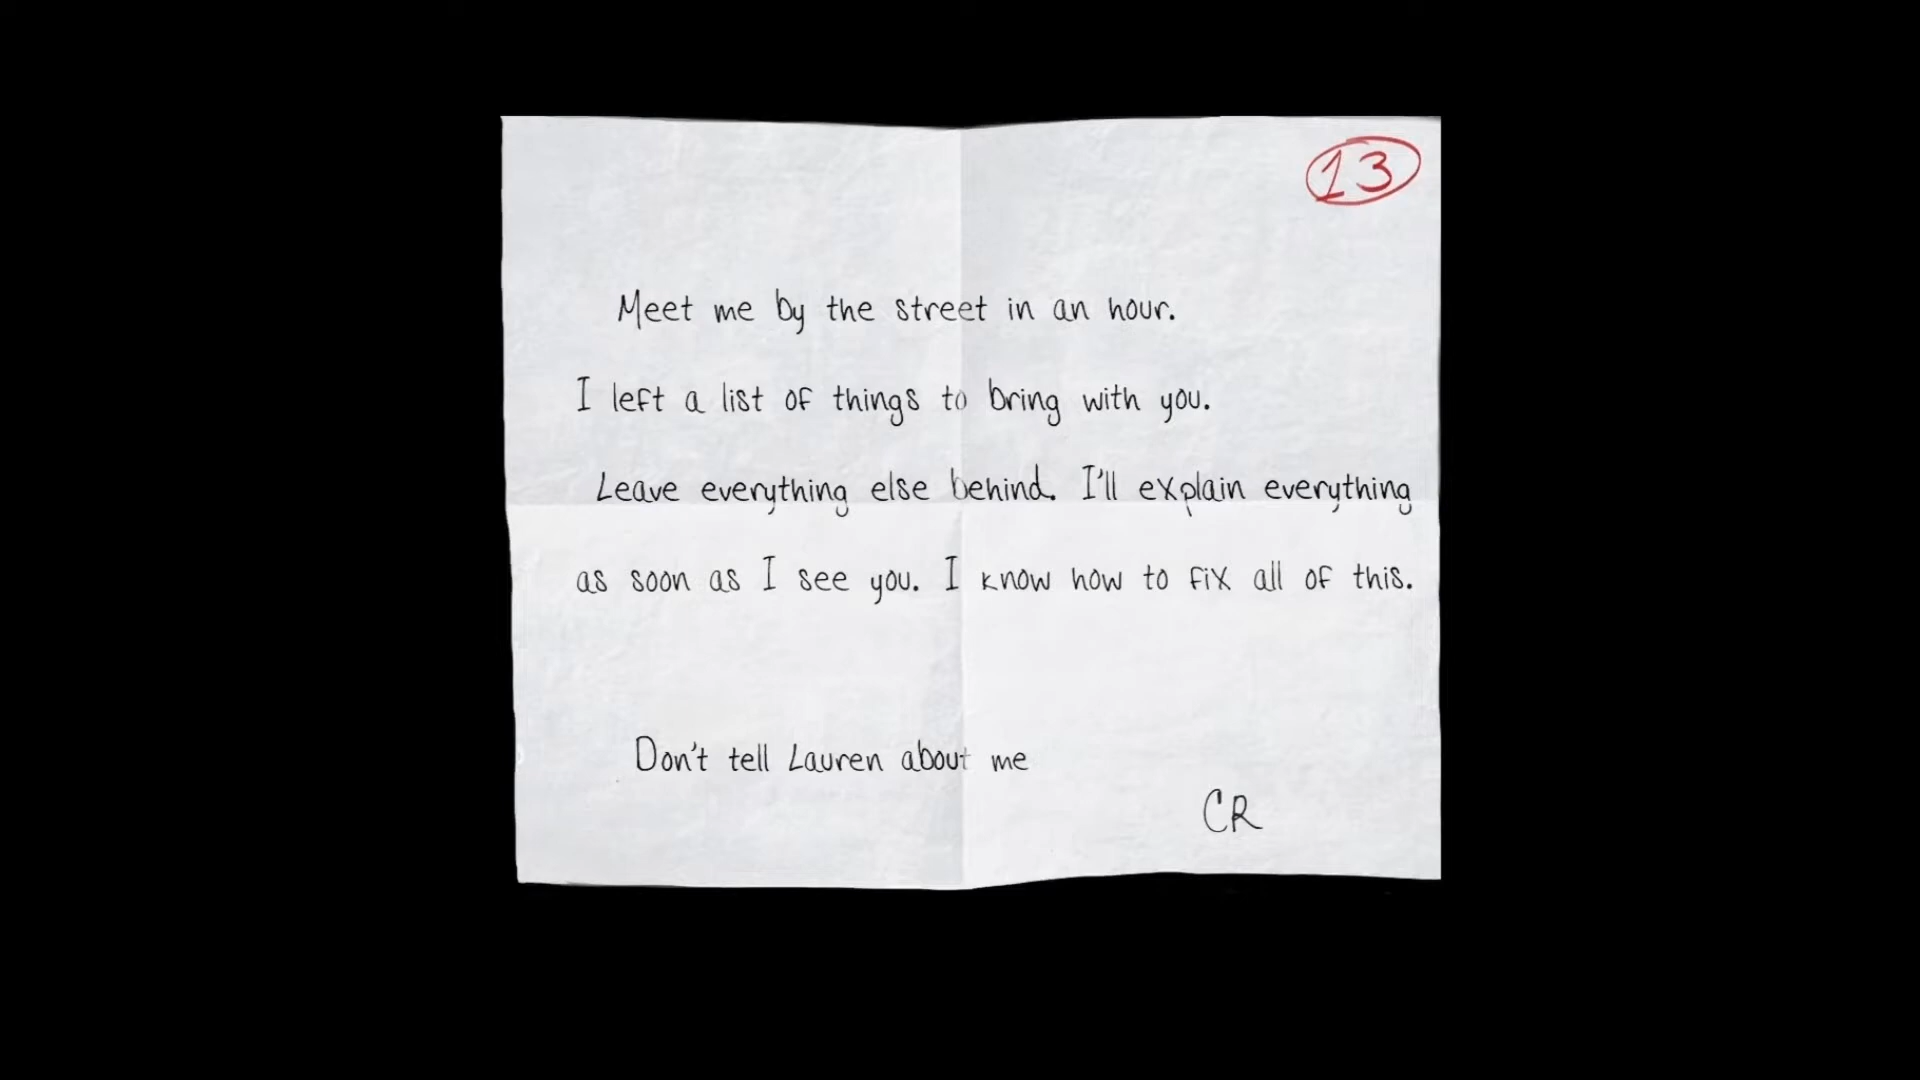 13
Meet me by the street in an hour.
I left a list of things to bring with you.
Leave everything else behind. I'll explain everything
as soon as I see you. I know how to fix all of this.
Don't tell Lauren about me
CR